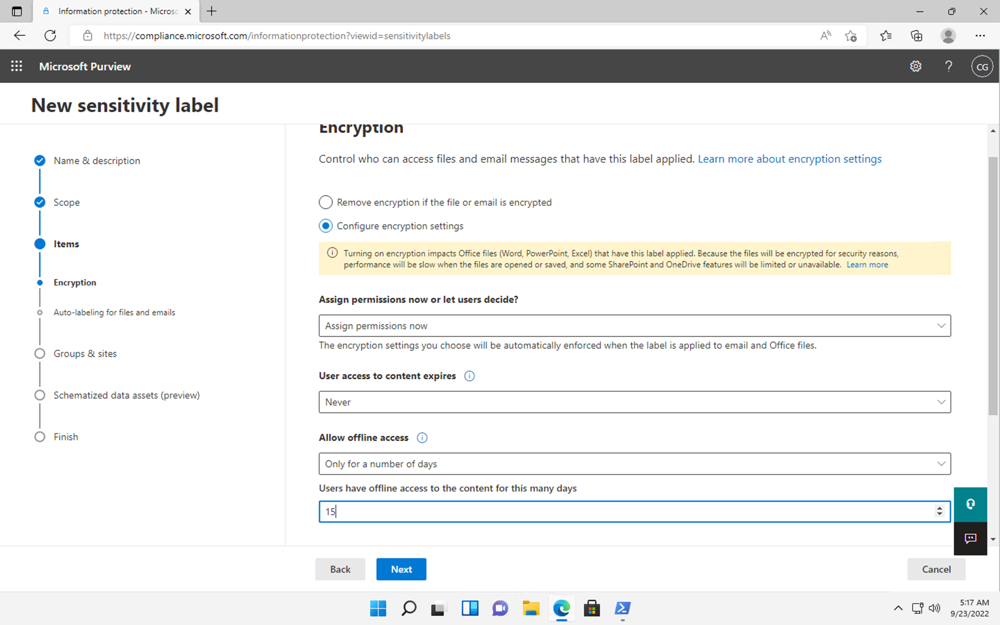 Information protection - Microsc
https://compliance.microsoft.com/informationprotection?viewid=sensitivitylabels
Microsoft Purview
?
CG
New sensitivity label
Name & description
Scope
Items
Encryption
Auto-labeling for files and emails
Groups & sites
Schematized data assets (preview)
Finish
Encryption
Control who can access files and email messages that have this label applied. Learn more about encryption settings
Remove encryption if the file or email is encrypted
Configure encryption settings
Turning on encryption impacts Office files (Word, PowerPoint, Excel) that have this label applied. Because the files will be encrypted for security reasons,
performance will be slow when the files are opened or saved, and some SharePoint and OneDrive features will be limited or unavailable. Learn more
Assign permissions now or let users decide?
Assign permissions now
The encryption settings you choose will be automatically enforced when the label is applied to email and Office files.
User access to content expires
Never
Allow offline access
Only for a number of days
Users have offline access to the content for this many days
15
Back
Next
Cancel
5:17 AM
9/23/2022